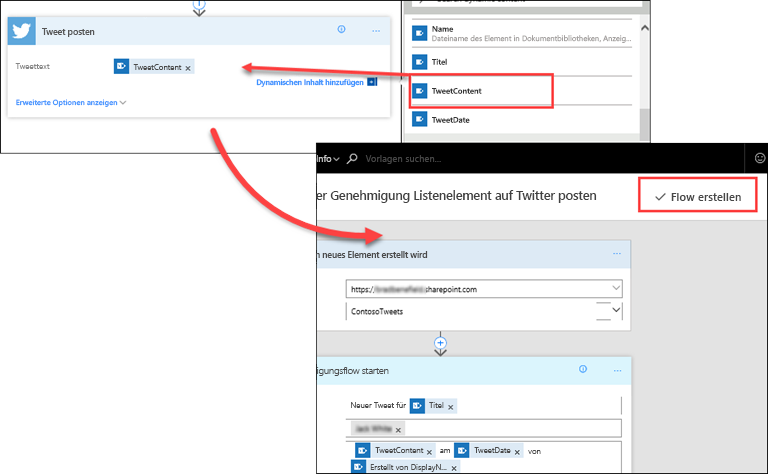 Tweet posten
Tweettext
TweetContent ×
Dynamischen Inhalt hinzufügen
Erweiterte Optionen anzeigen
Name
Dateiname des Element in Dokumentbibliotheken, Anzeig...
Titel
TweetContent
TweetDate
Info
Vorlagen suchen...
er Genehmigung Listenelement auf Twitter posten
Flow erstellen
n neues Element erstellt wird
https:// sharepoint.com
ContosoTweets
igungsflow starten
Neuer Tweet für Titel ×
Jack White ×
TweetContent × am TweetDate × von
Erstellt von DisplayN... ×